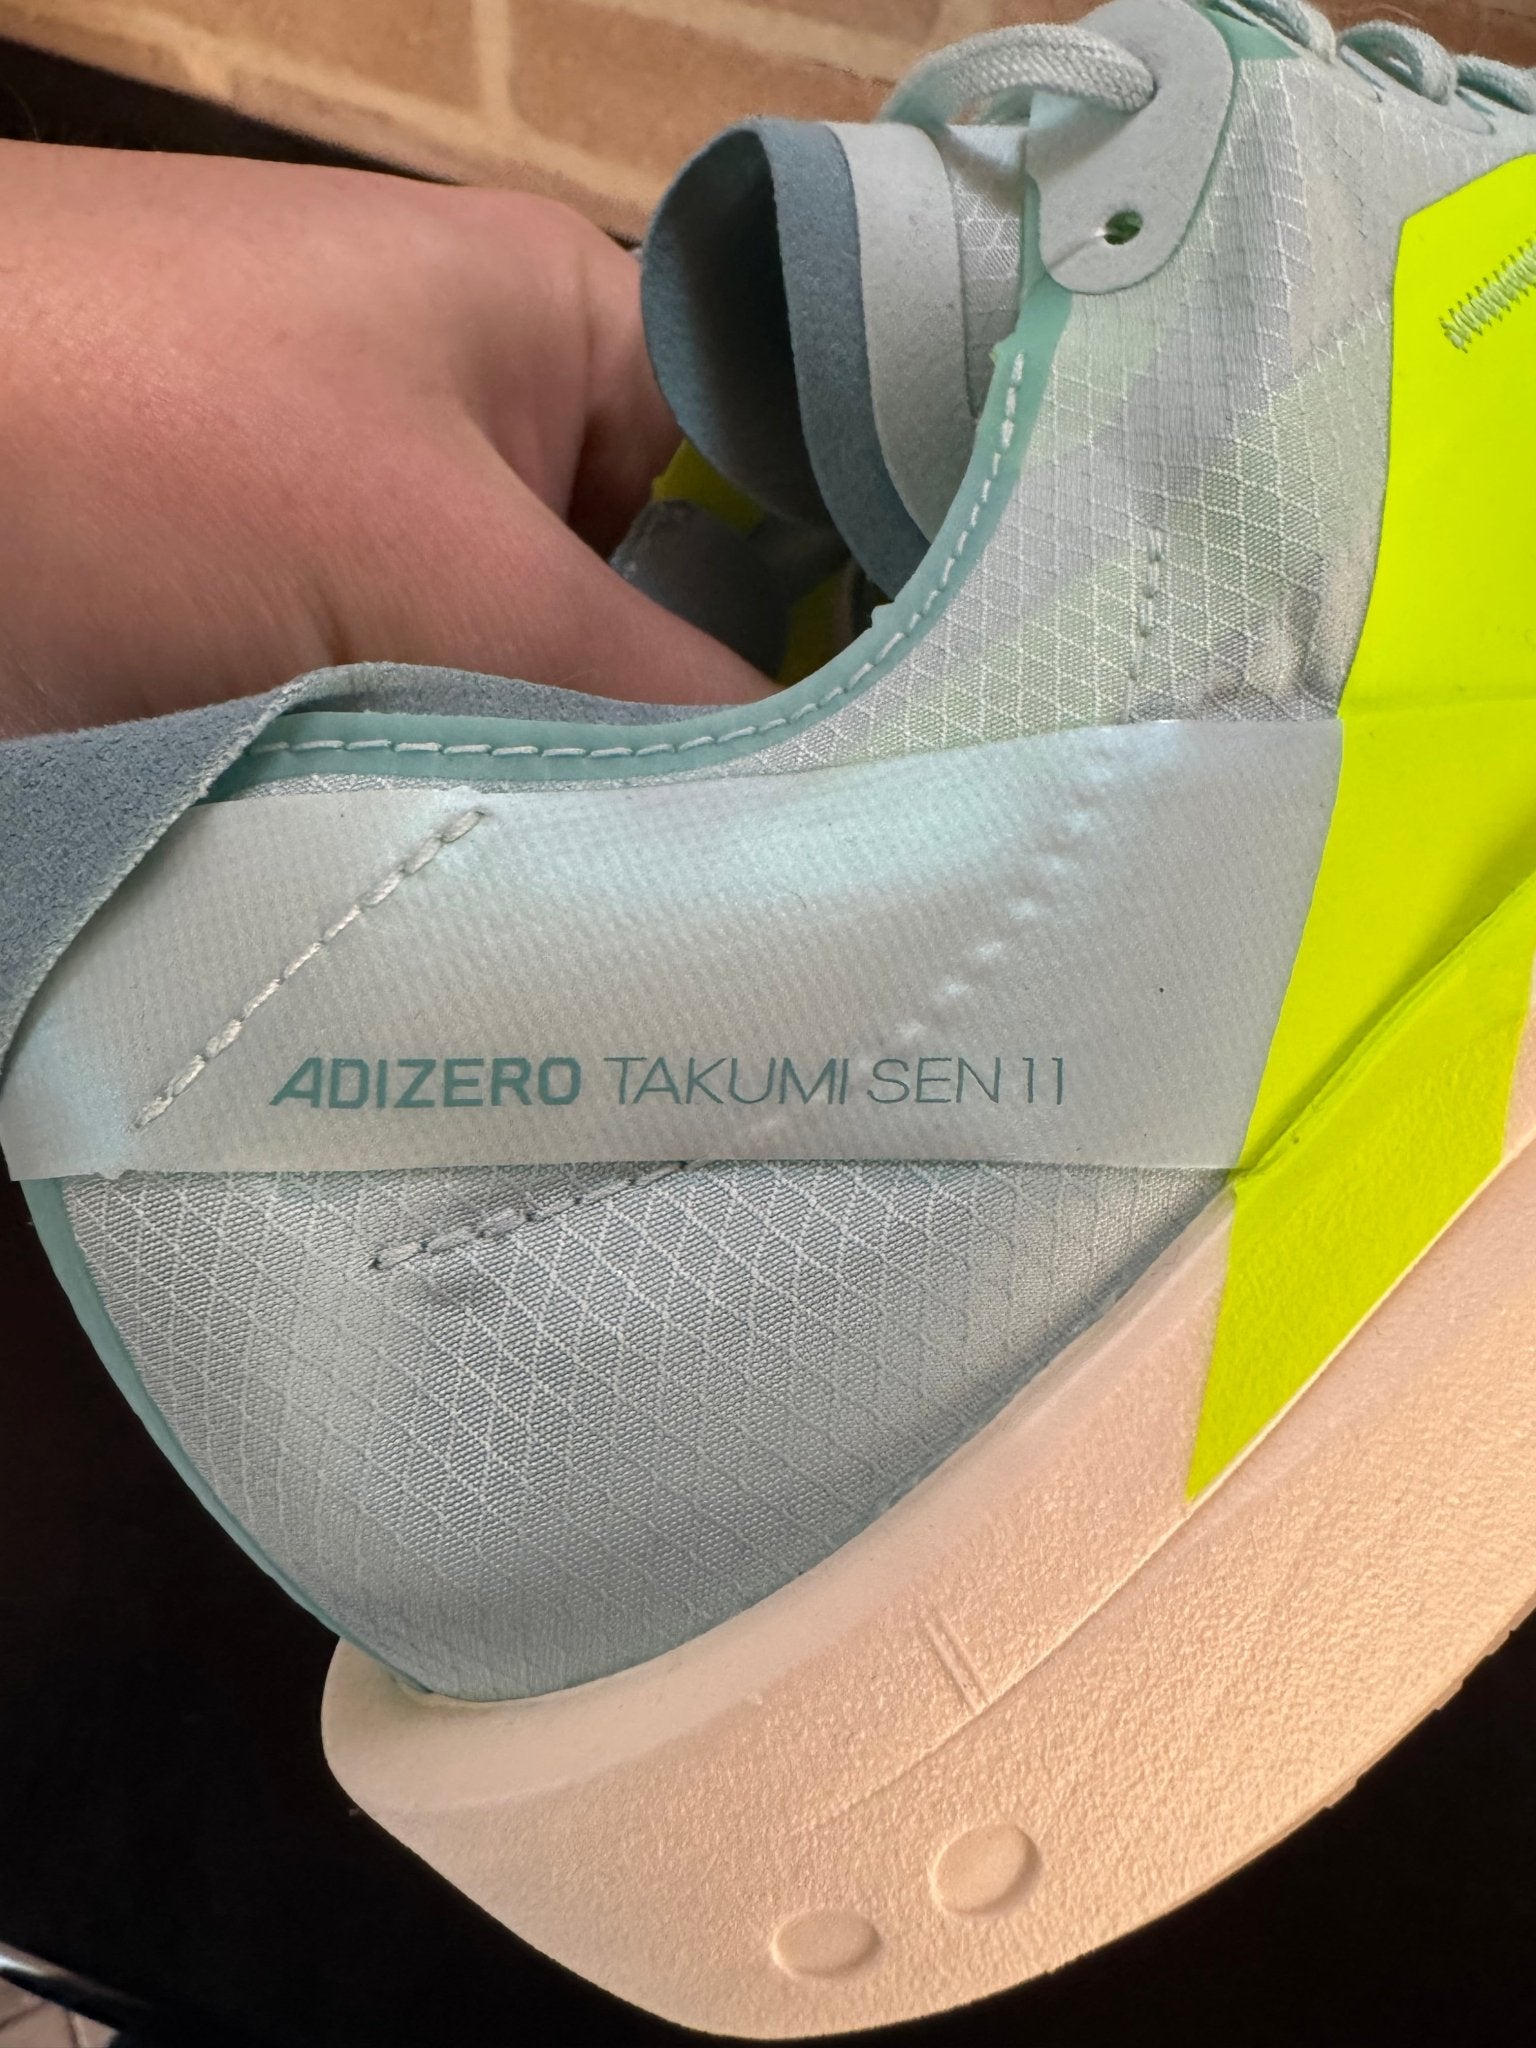 ADIZERO TAKUMI SEN 11